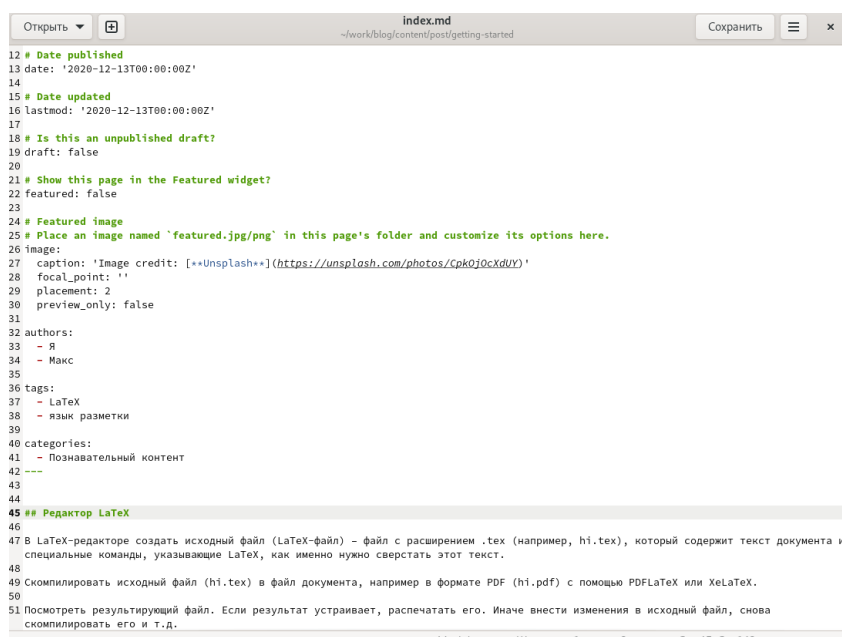 Открыть
index.md
~/work/blog/content/post/getting-started
Сохранить
12 # Date published
13 date: '2020-12-13T00:00:00Z'
14
15 # Date updated
16 lastmod: '2020-12-13T00:00:00Z'
17
18 # Is this an unpublished draft?
19 draft: false
20
21 # Show this page in the Featured widget?
22 featured: false
23
24 # Featured image
25 # Place an image named `featured.jpg/png` in this page's folder and customize its options here.
26 image:
27   caption: 'Image credit: [**Unsplash**](https://unsplash.com/photos/CpkOjOcXdUY)'
28   focal_point: ''
29   placement: 2
30   preview_only: false
31
32 authors:
33   - Я
34   - Макс
35
36 tags:
37   - LaTeX
38   - язык разметки
39
40 categories:
41   - Познавательный контент
42 ---
43
44
45 ## Редактор LaTeX
46
47 В LaTeX-редакторе создать исходный файл (LaTeX-файл) – файл с расширением .tex (например, hi.tex), который содержит текст документа и
специальные команды, указывающие LaTeX, как именно нужно сверстать этот текст.
48
49 Скомпилировать исходный файл (hi.tex) в файл документа, например в формате PDF (hi.pdf) с помощью PDFLaTeX или XeLaTeX.
50
51 Посмотреть результирующий файл. Если результат устраивает, распечатать его. Иначе внести изменения в исходный файл, снова
скомпилировать его и т.д.